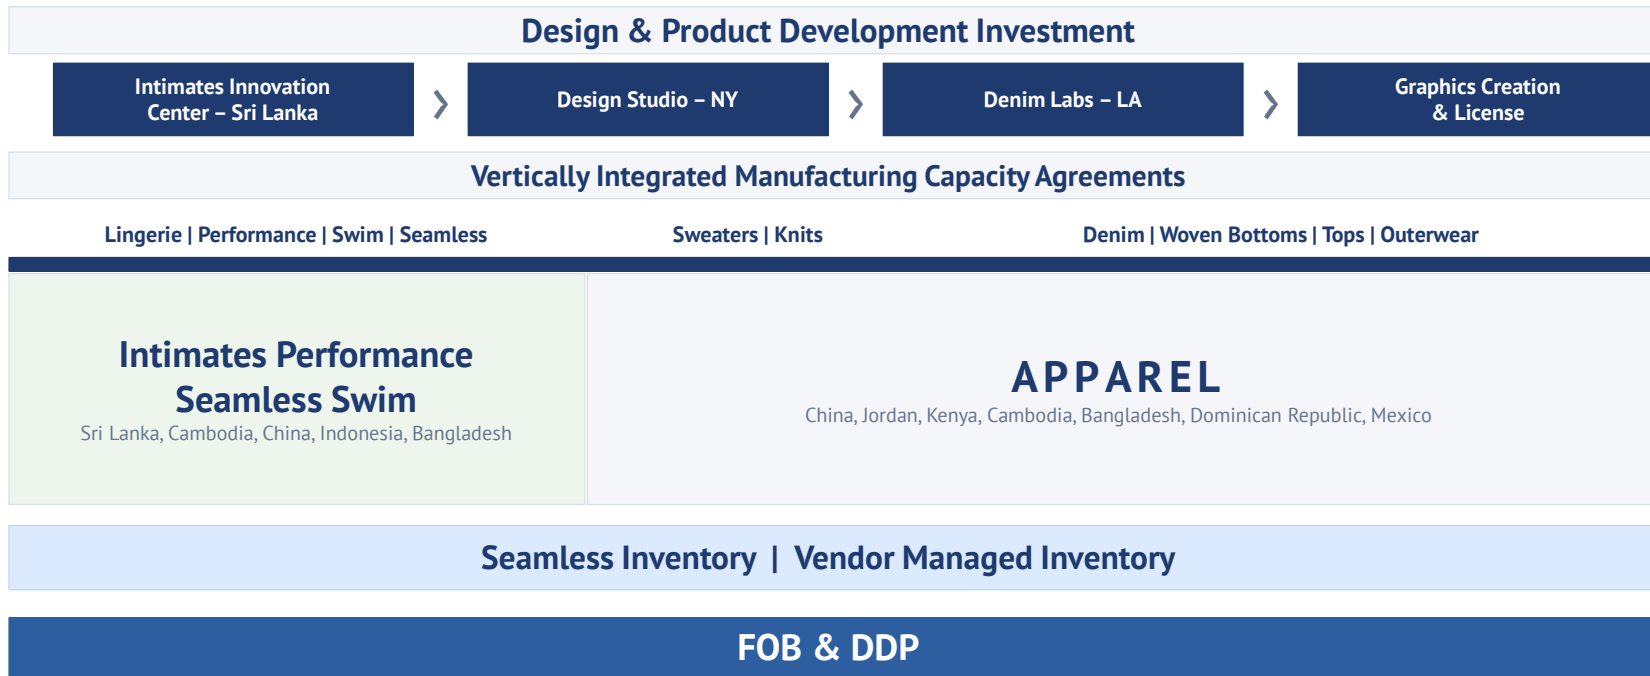 Design & Product Development Investment
Intimates Innovation
Center – Sri Lanka
Design Studio – NY
Denim Labs – LA
Graphics Creation
& License
Vertically Integrated Manufacturing Capacity Agreements
Lingerie | Performance | Swim | Seamless
Sweaters | Knits
Denim | Woven Bottoms | Tops | Outerwear
Intimates Performance
Seamless Swim
Sri Lanka, Cambodia, China, Indonesia, Bangladesh
APPAREL
China, Jordan, Kenya, Cambodia, Bangladesh, Dominican Republic, Mexico
Seamless Inventory | Vendor Managed Inventory
FOB & DDP